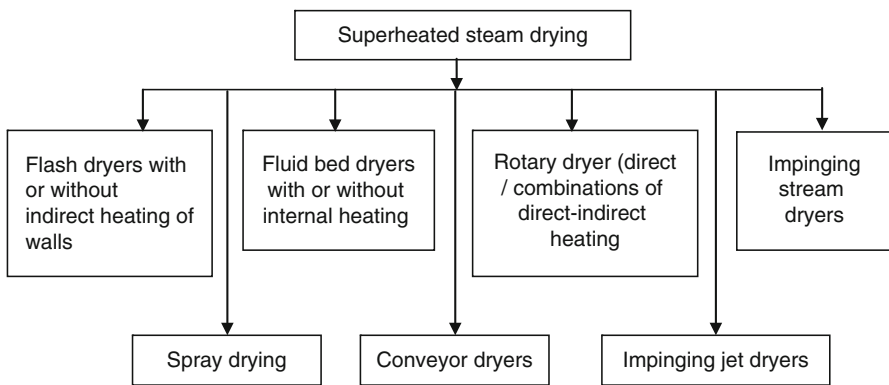 Superheated steam drying
Flash dryers with
or without
indirect heating of
walls
Fluid bed dryers
with or without
internal heating
Rotary dryer (direct
/ combinations of
direct-indirect
heating
Impinging
stream
dryers
Spray drying
Conveyor dryers
Impinging jet dryers